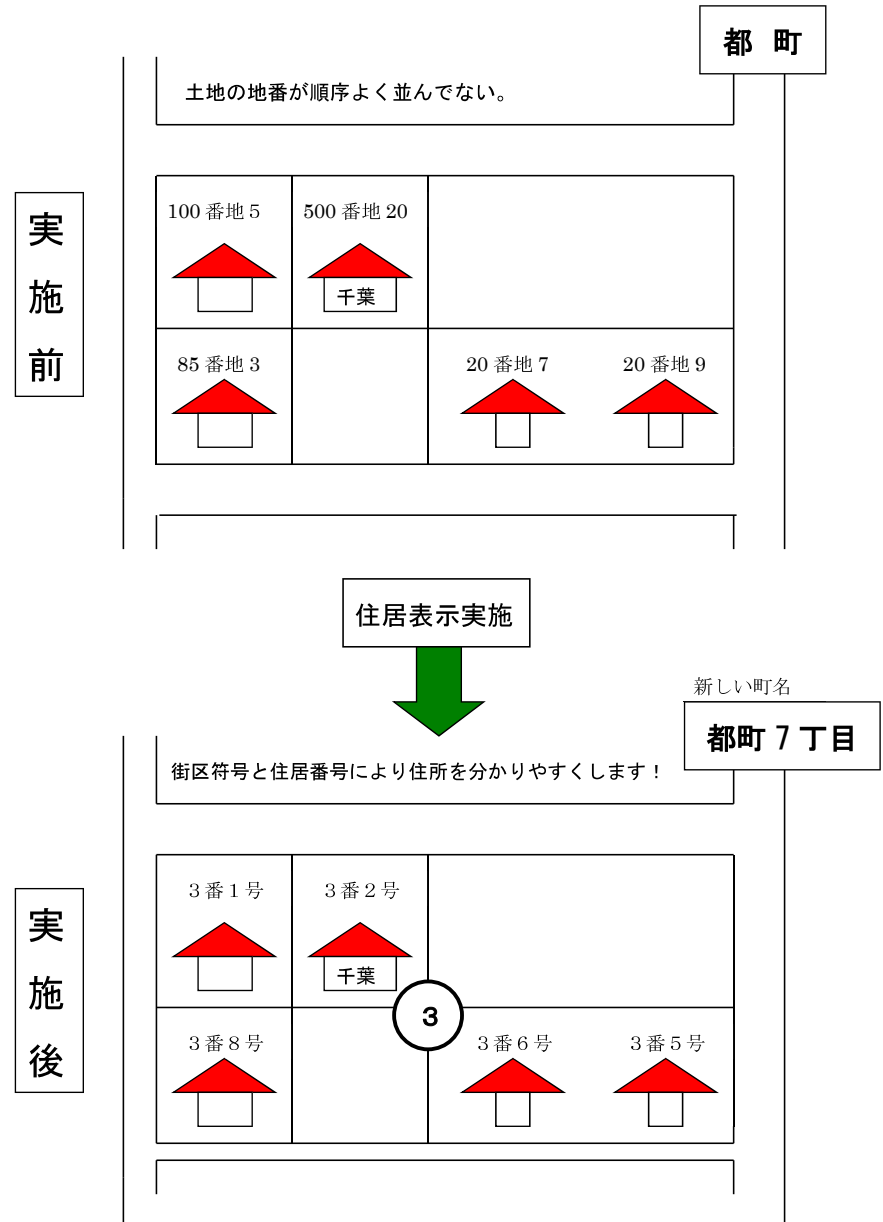 都 町
土地の地番が順序よく並んでない。
実施前
100 番地 5
500 番地 20
千葉
85 番地 3
20 番地 7
20 番地 9
住居表示実施
新しい町名
都町 7 丁目
街区符号と住居番号により住所を分かりやすくします！
実施後
3番1号
3番2号
千葉
3
3番8号
3番6号
3番5号